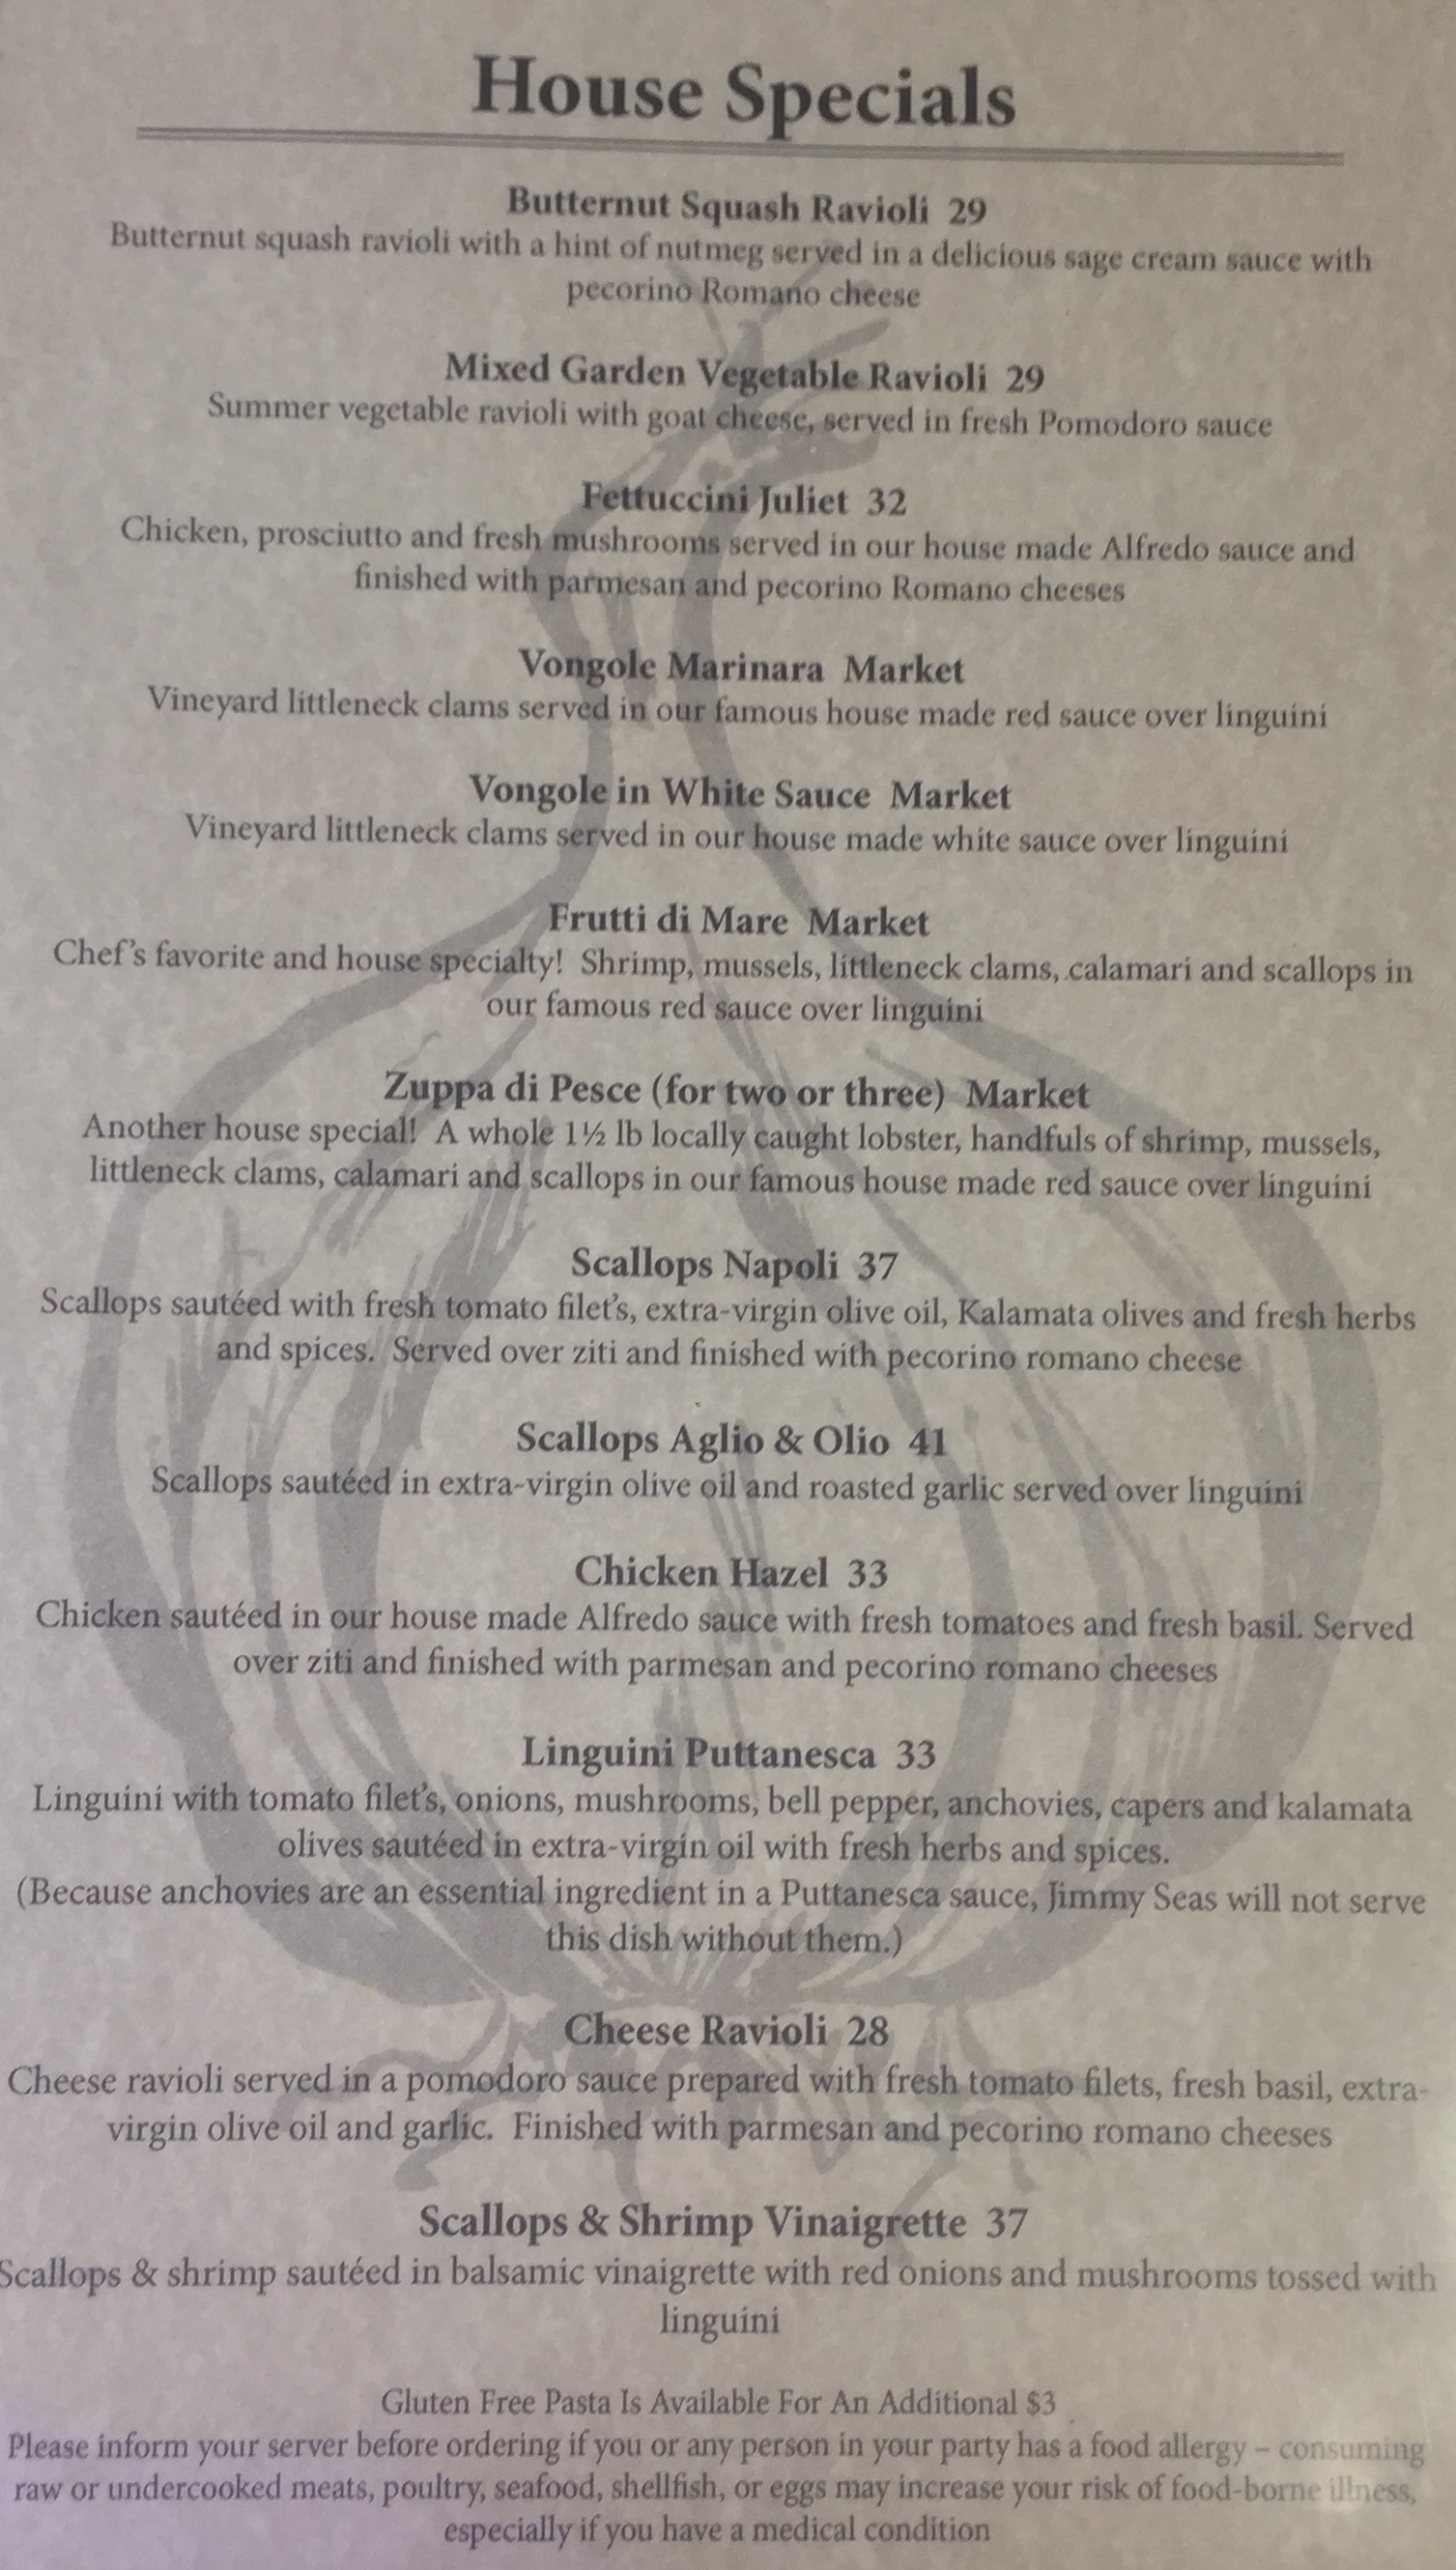 House Specials
Butternut Squash Ravioli 29
Butternut squash ravioli with a hint of nutmeg served in a delicious sage cream sauce with
pecorino Romano cheese
Mixed Garden Vegetable Ravioli 29
Summer vegetable ravioli with goat cheese, served in fresh Pomodoro sauce
Fettuccini Juliet 32
Chicken, prosciutto and fresh mushrooms served in our house made Alfredo sauce and
finished with parmesan and pecorino Romano cheeses
Vongole Marinara Market
Vineyard littleneck clams served in our famous house made red sauce over linguini
Vongole in White Sauce Market
Vineyard littleneck clams served in our house made white sauce over linguini
Frutti di Mare Market
Chef's favorite and house specialty! Shrimp, mussels, littleneck clams, calamari and scallops in
our famous red sauce over linguini
Zuppa di Pesce (for two or three) Market
Another house special! A whole 1½ lb locally caught lobster, handfuls of shrimp, mussels,
littleneck clams, calamari and scallops in our famous house made red sauce over linguini
Scallops Napoli 37
Scallops sautéed with fresh tomato filet's, extra-virgin olive oil, Kalamata olives and fresh herbs
and spices. Served over ziti and finished with pecorino romano cheese
Scallops Aglio & Olio 41
Scallops sautéed in extra-virgin olive oil and roasted garlic served over linguini
Chicken Hazel 33
Chicken sautéed in our house made Alfredo sauce with fresh tomatoes and fresh basil. Served
over ziti and finished with parmesan and pecorino romano cheeses
Linguini Puttanesca 33
Linguini with tomato filet's, onions, mushrooms, bell pepper, anchovies, capers and kalamata
olives sautéed in extra-virgin oil with fresh herbs and spices.
(Because anchovies are an essential ingredient in a Puttanesca sauce, Jimmy Seas will not serve
this dish without them.)
Cheese Ravioli 28
Cheese ravioli served in a pomodoro sauce prepared with fresh tomato filets, fresh basil, extra-
virgin olive oil and garlic. Finished with parmesan and pecorino romano cheeses
Scallops & Shrimp Vinaigrette 37
Scallops & shrimp sautéed in balsamic vinaigrette with red onions and mushrooms tossed with
linguini
Gluten Free Pasta Is Available For An Additional $3
Please inform your server before ordering if you or any person in your party has a food allergy – consuming
raw or undercooked meats, poultry, seafood, shellfish, or eggs may increase your risk of food-borne illness,
especially if you have a medical condition